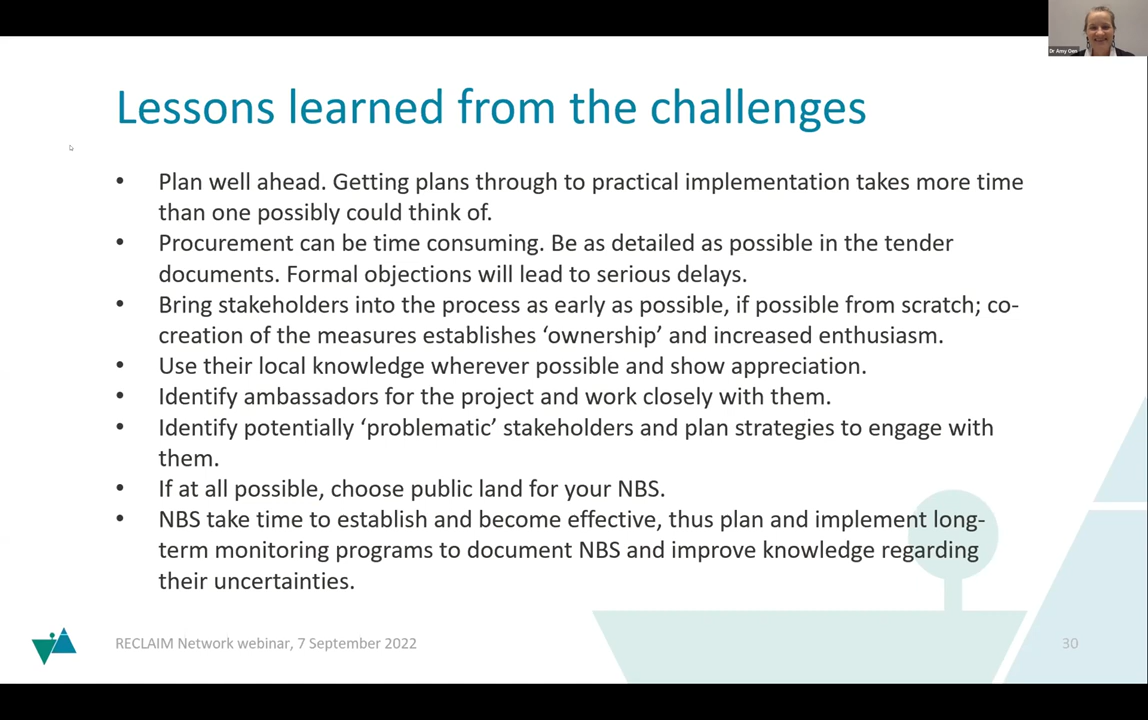 Dr Amy Oen
Lessons learned from the challenges
• Plan well ahead. Getting plans through to practical implementation takes more time
than one possibly could think of.
• Procurement can be time consuming. Be as detailed as possible in the tender
documents. Formal objections will lead to serious delays.
• Bring stakeholders into the process as early as possible, if possible from scratch; co-
creation of the measures establishes ‘ownership’ and increased enthusiasm.
• Use their local knowledge wherever possible and show appreciation.
• Identify ambassadors for the project and work closely with them.
• Identify potentially ‘problematic’ stakeholders and plan strategies to engage with
them.
• If at all possible, choose public land for your NBS.
• NBS take time to establish and become effective, thus plan and implement long-
term monitoring programs to document NBS and improve knowledge regarding
their uncertainties.
RECLAIM Network webinar, 7 September 2022
30